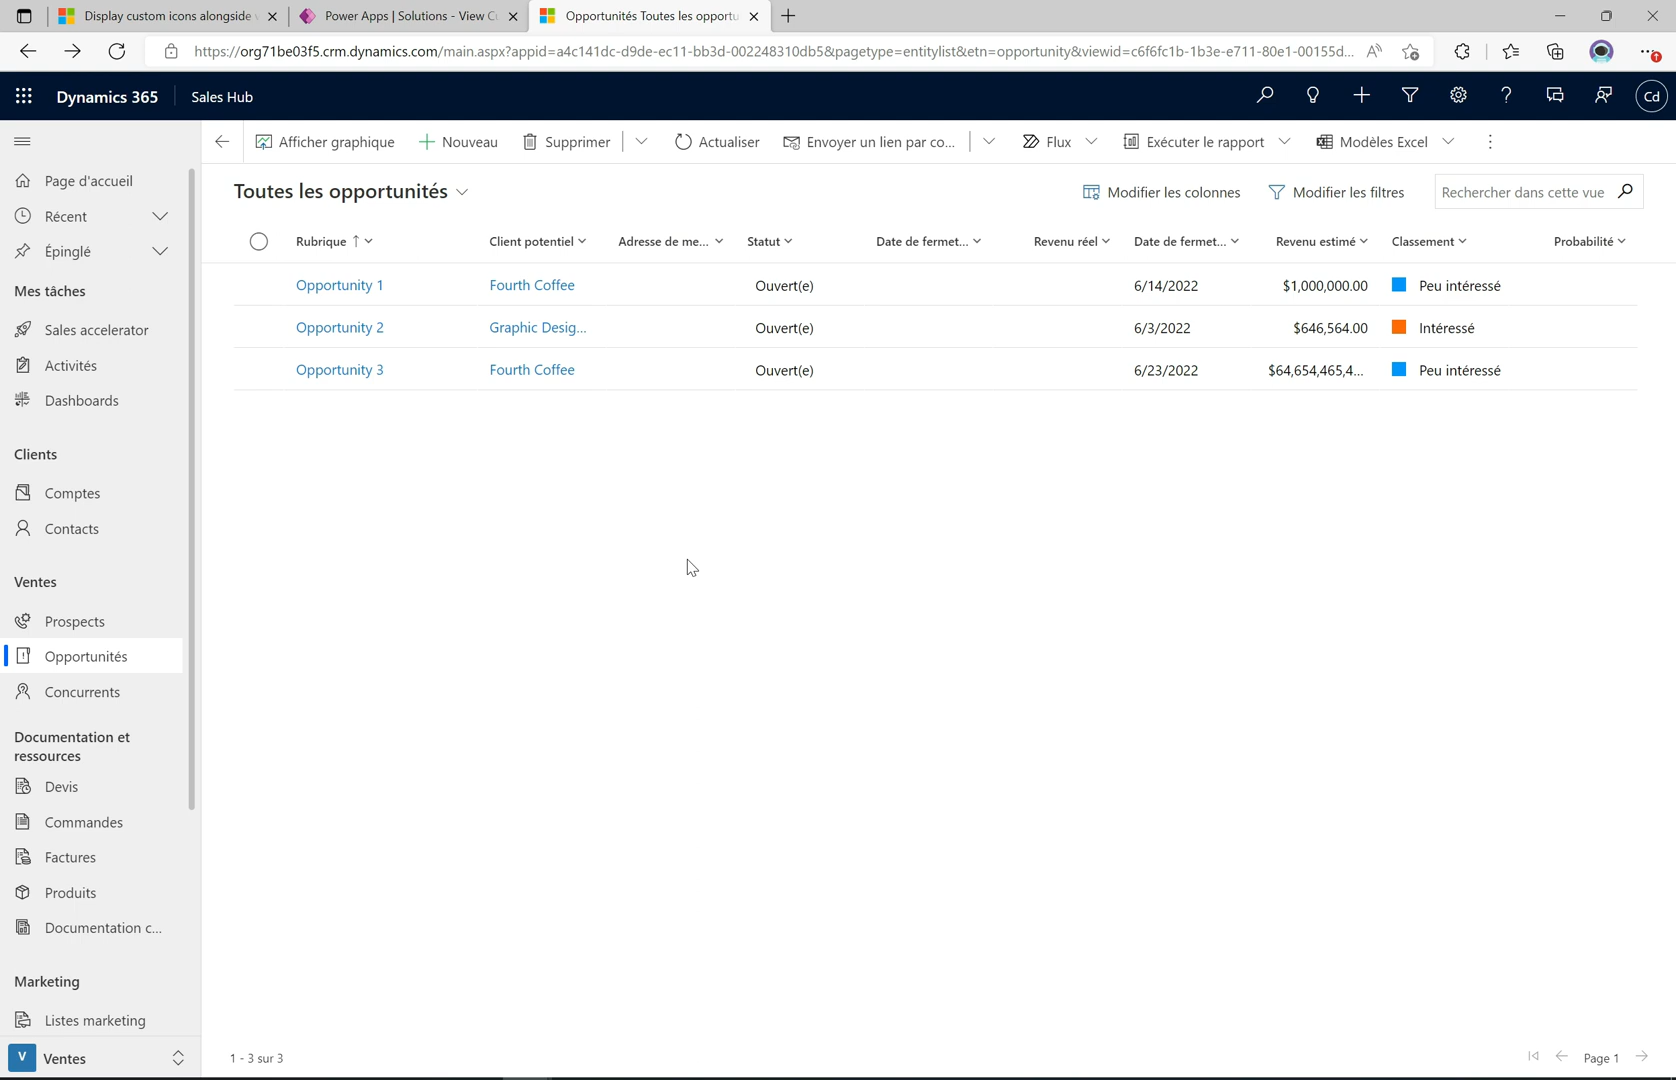 Display custom icons alongside
Power Apps | Solutions - View Cu
Opportunités Toutes les opportu
https://org71be03f5.crm.dynamics.com/main.aspx?appid=a4c141dc-d9de-ec11-bb3d-002248310db5&pagetype=entitylist&etn=opportunity&viewid=c6f6fc1b-1b3e-e711-80e1-00155d...
Dynamics 365
Sales Hub
Cd
Afficher graphique
Nouveau
Supprimer
Actualiser
Envoyer un lien par co...
Flux
Exécuter le rapport
Modèles Excel
Page d'accueil
Récent
Épinglé
Mes tâches
Sales accelerator
Activités
Dashboards
Clients
Comptes
Contacts
Ventes
Prospects
Opportunités
Concurrents
Documentation et
ressources
Devis
Commandes
Factures
Produits
Documentation c...
Marketing
Listes marketing
V Ventes
Toutes les opportunités
Modifier les colonnes
Modifier les filtres
Rechercher dans cette vue
Rubrique ↑ Client potentiel Adresse de me... Statut Date de fermet... Revenu réel Date de fermet... Revenu estimé Classement Probabilité
Opportunity 1 Fourth Coffee Ouvert(e) 6/14/2022 $1,000,000.00 Peu intéressé
Opportunity 2 Graphic Desig... Ouvert(e) 6/3/2022 $646,564.00 Intéressé
Opportunity 3 Fourth Coffee Ouvert(e) 6/23/2022 $64,654,465,4... Peu intéressé
1 - 3 sur 3
Page 1